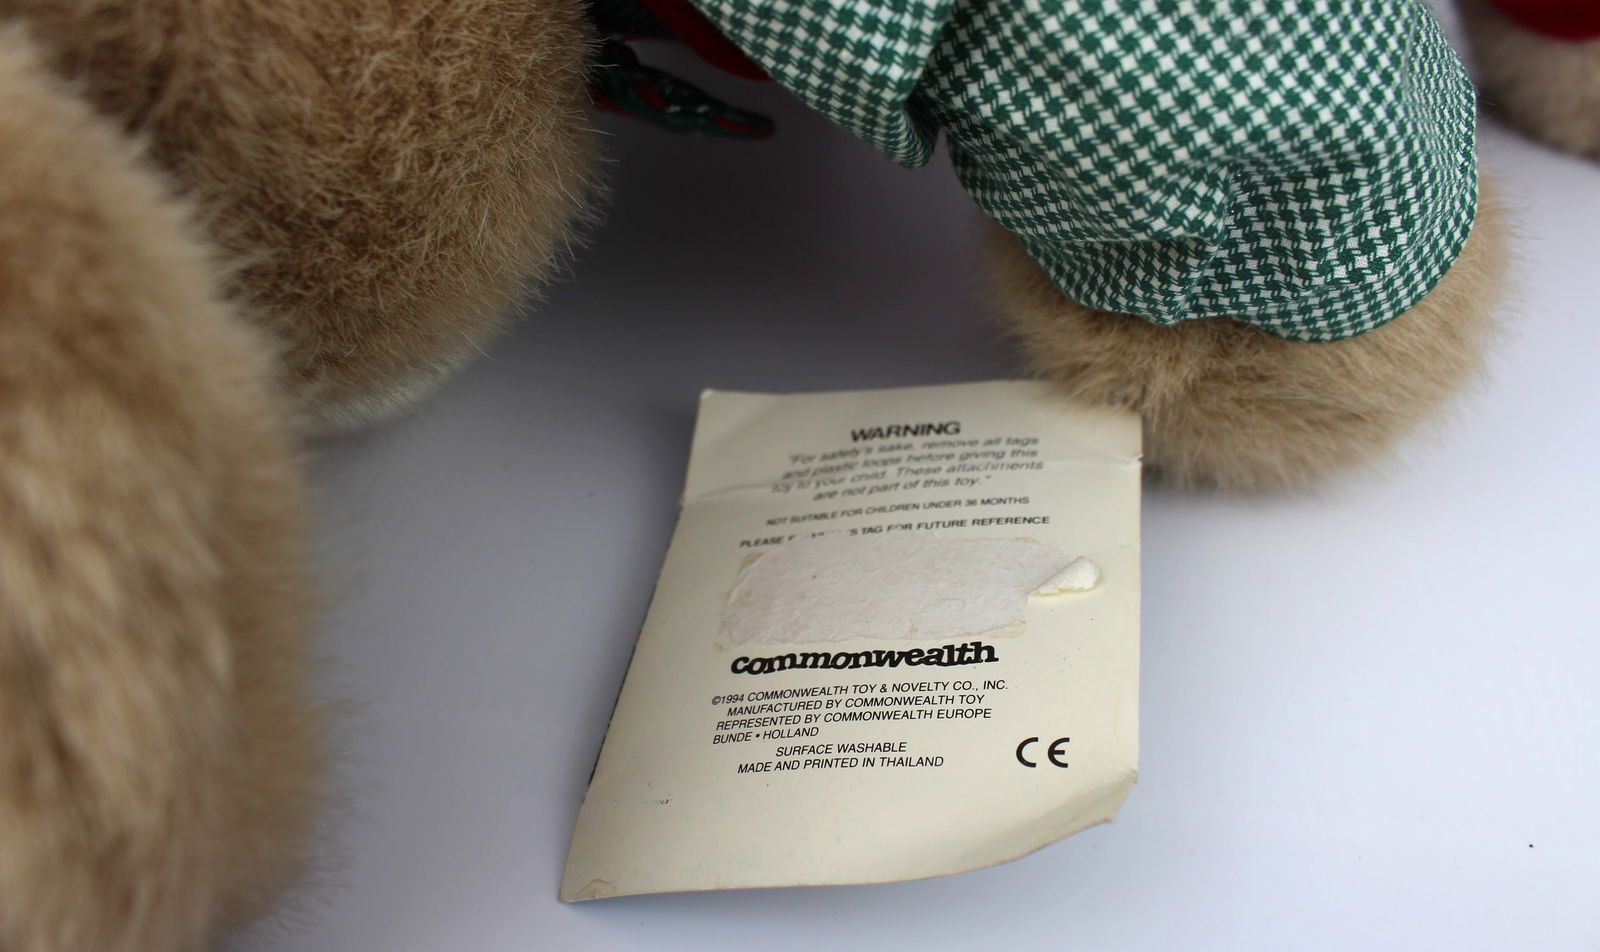 WARNING
"For safety's sake, remove all tags
and plastic loops before giving this
toy to your child. These attachments
are not part of this toy."
NOT SUITABLE FOR CHILDREN UNDER 36 MONTHS
PLEASE TAG FOR FUTURE REFERENCE
commonwealth
©1994 COMMONWEALTH TOY & NOVELTY CO., INC.
MANUFACTURED BY COMMONWEALTH TOY
REPRESENTED BY COMMONWEALTH EUROPE
BUNDE • HOLLAND
SURFACE WASHABLE
MADE AND PRINTED IN THAILAND
CE